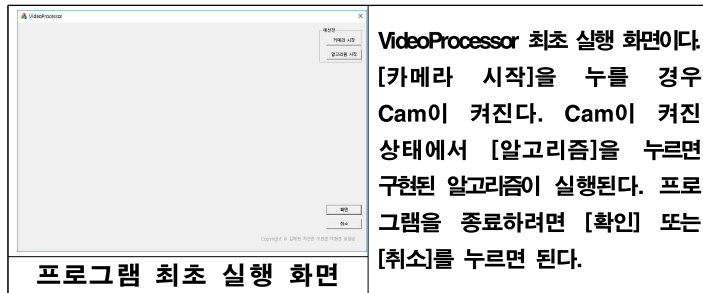 VideoProcessor
액션창
카메라 시작
알고리즘 시작
확인
취소
프로그램 최초 실행 화면
VideoProcessor 최초 실행 화면이다.
[카메라 시작]을 누를 경우
Cam이 켜진다. Cam이 켜진
상태에서 [알고리즘]을 누르면
구현된 알고리즘이 실행된다. 프로
그램을 종료하려면 [확인] 또는
[취소]를 누르면 된다.